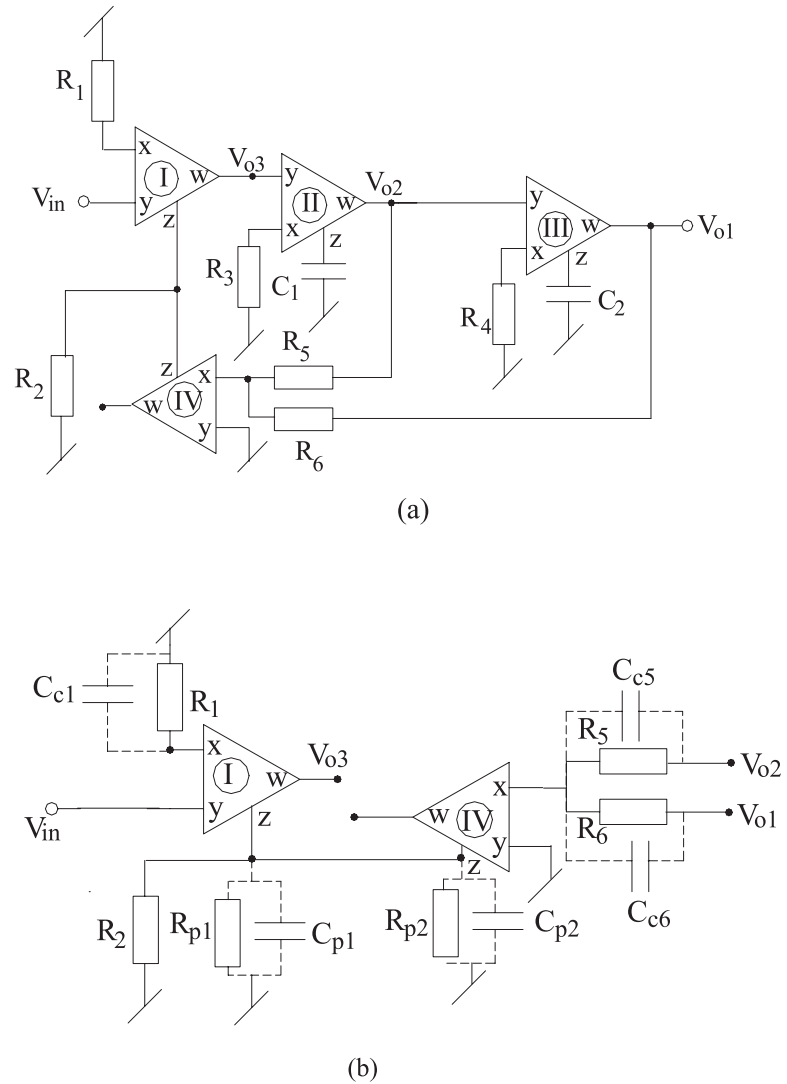 R1
x
I
w
Vo3
y
Vin
y
z
II
w
Vo2
x
z
R3
C1
y
III
w
Vo1
x
z
R4
C2
R5
z
x
R2
w
IV
y
R6
(a)
Cc1
R1
x
I
w
Vo3
y
Vin
z
R2
Rp1
Cp1
Cc5
R5
Vo2
x
w
IV
R6
Vo1
y
z
Cc6
Rp2
Cp2
(b)